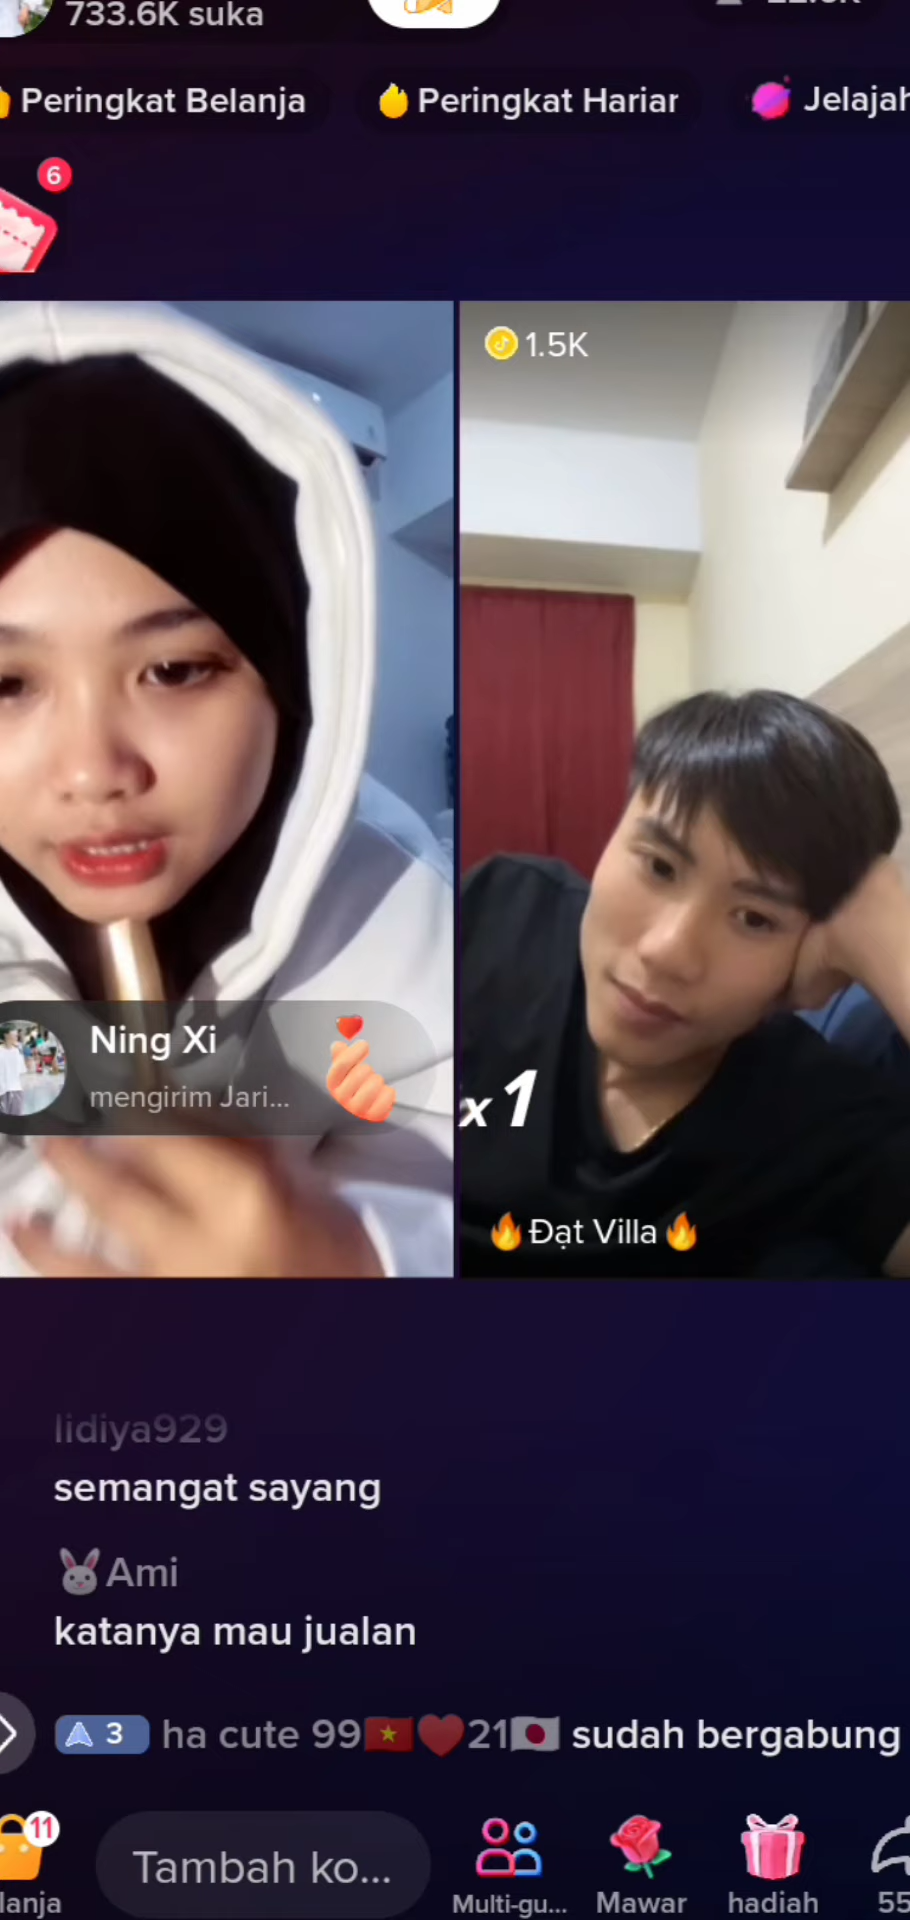 733.6K suka
Peringkat Belanja
Peringkat Harian
Jelajah
6
1.5K
Ning Xi
mengirim Jari...
x1
🔥Đạt Villa🔥
lidiya929
semangat sayang
🐰Ami
katanya mau jualan
3 ha cute 99🇻🇳❤️21🇯🇵 sudah bergabung
11
Tambah ko...
lanja
Multi-gu...
Mawar
hadiah
55